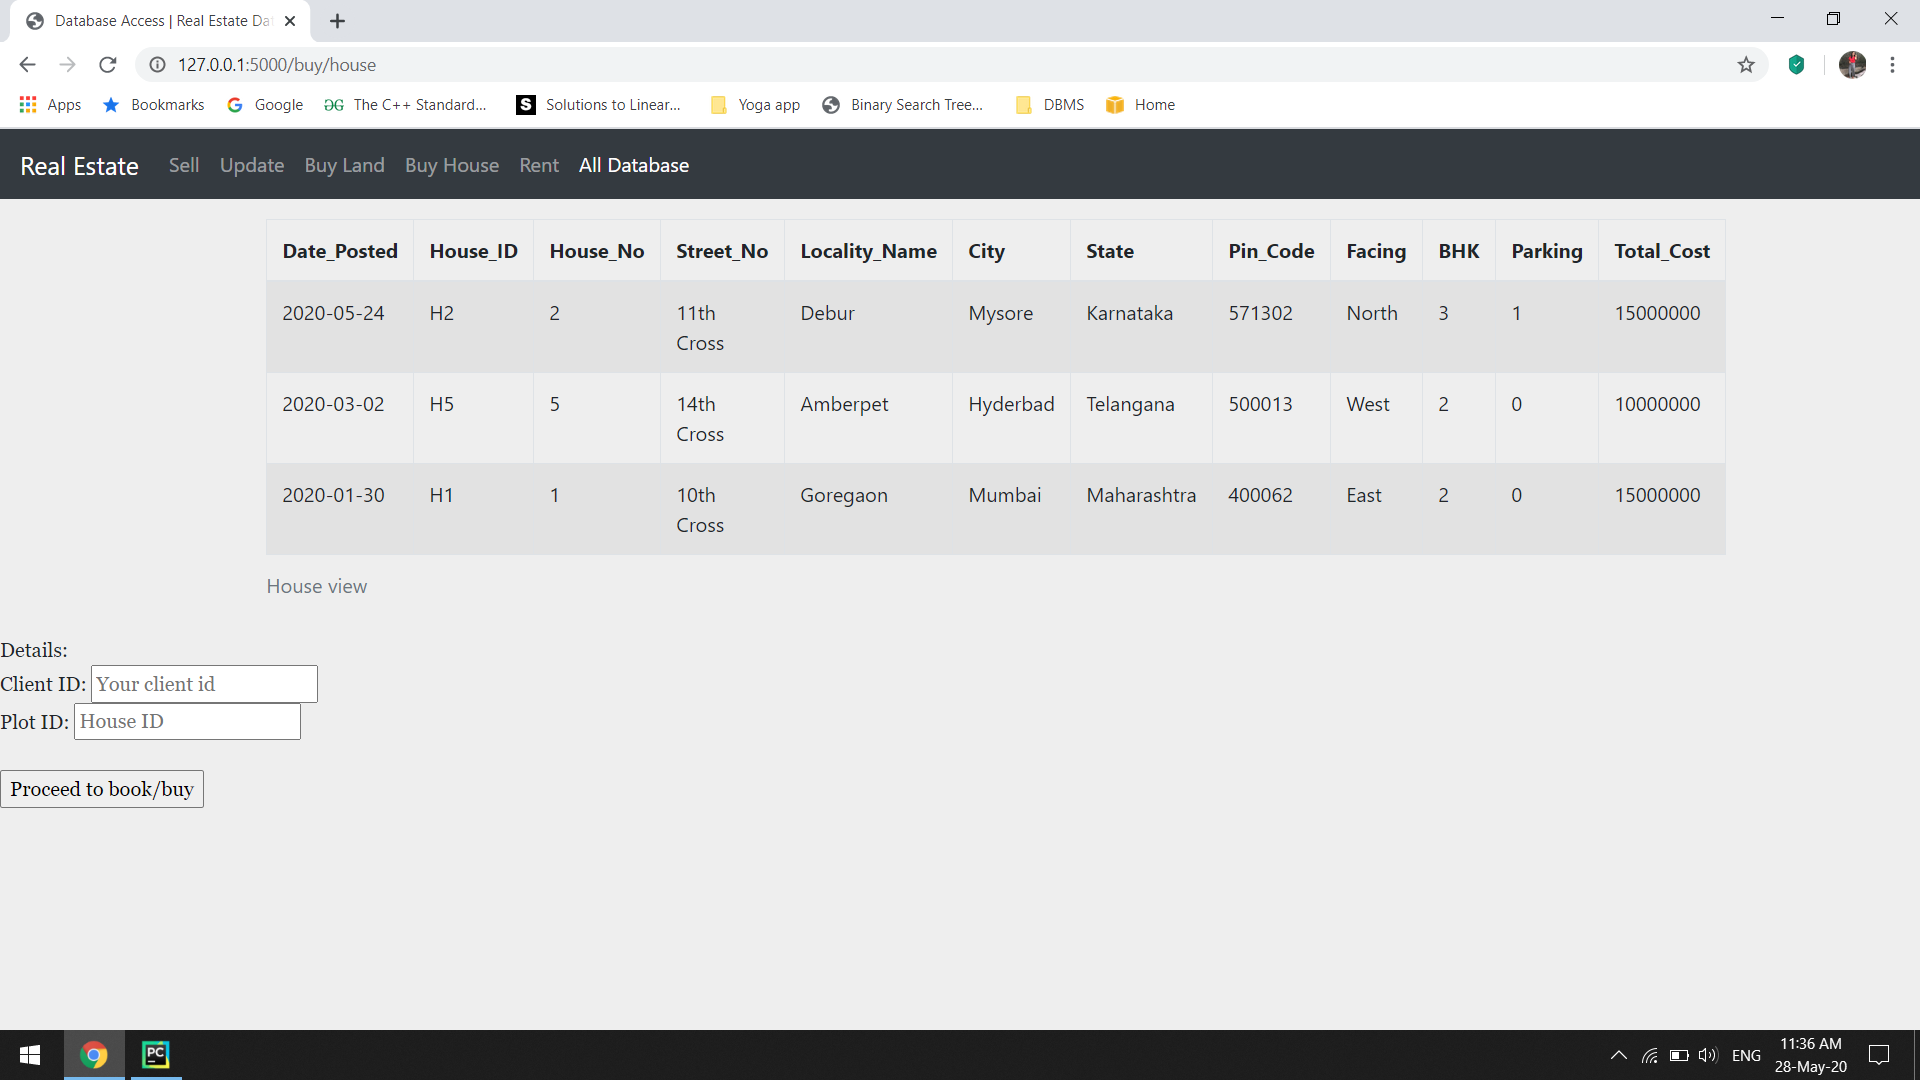 Database Access | Real Estate Da
127.0.0.1:5000/buy/house
Apps Bookmarks Google The C++ Standard... S Solutions to Linear... Yoga app Binary Search Tree... DBMS Home
Real Estate Sell Update Buy Land Buy House Rent All Database
Date_Posted House_ID House_No Street_No Locality_Name City State Pin_Code Facing BHK Parking Total_Cost
2020-05-24 H2 2 11th Debur Mysore Karnataka 571302 North 3 1 15000000
Cross
2020-03-02 H5 5 14th Amberpet Hyderbad Telangana 500013 West 2 0 10000000
Cross
2020-01-30 H1 1 10th Goregaon Mumbai Maharashtra 400062 East 2 0 15000000
Cross
House view
Details:
Client ID: Your client id
Plot ID: House ID
Proceed to book/buy
PC ENG 11:36 AM
28-May-20